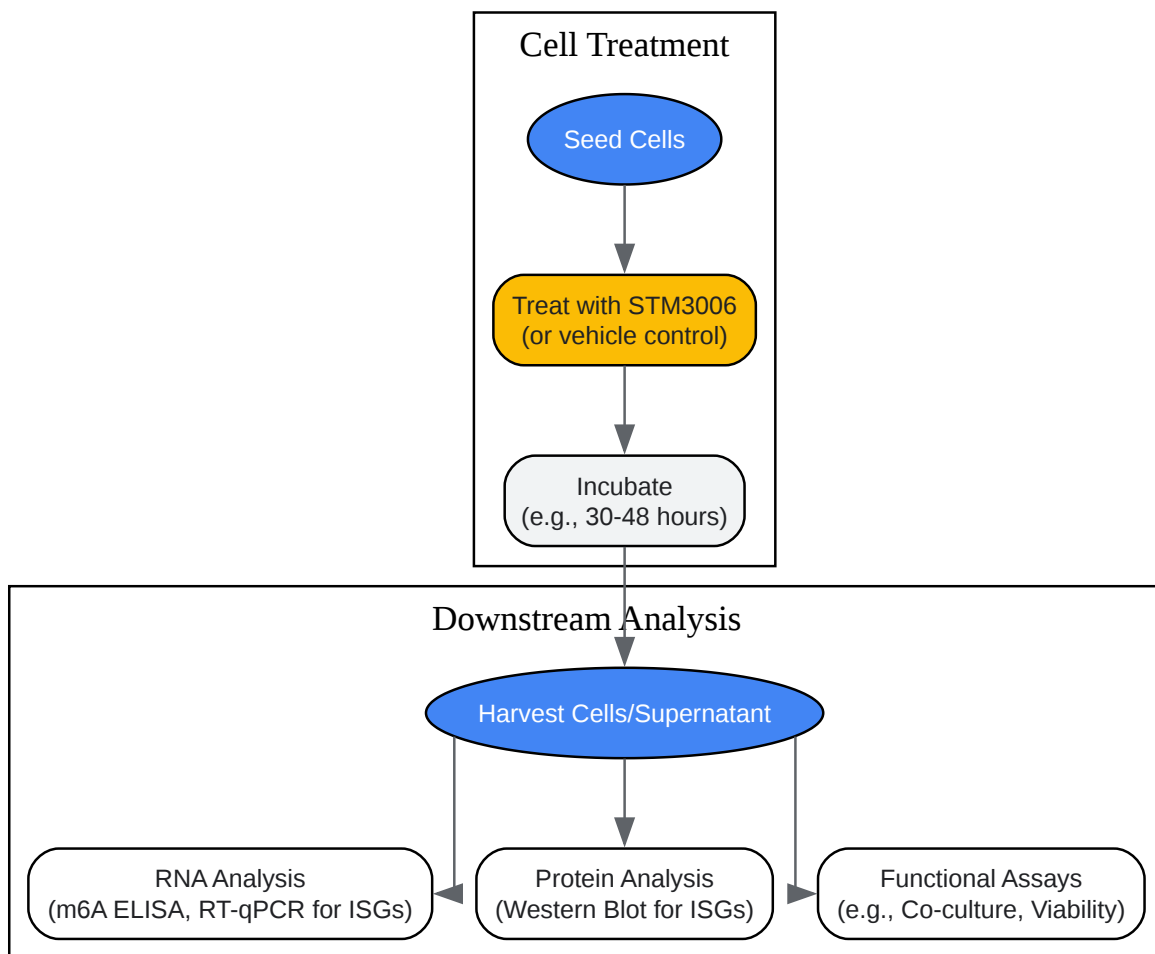 Cell Treatment
Seed Cells
Treat with STM3006
(or vehicle control)
Incubate
(e.g., 30-48 hours)
Downstream Analysis
Harvest Cells/Supernatant
RNA Analysis
(m6A ELISA, RT-qPCR for ISGs)
Protein Analysis
(Western Blot for ISGs)
Functional Assays
(e.g., Co-culture, Viability)